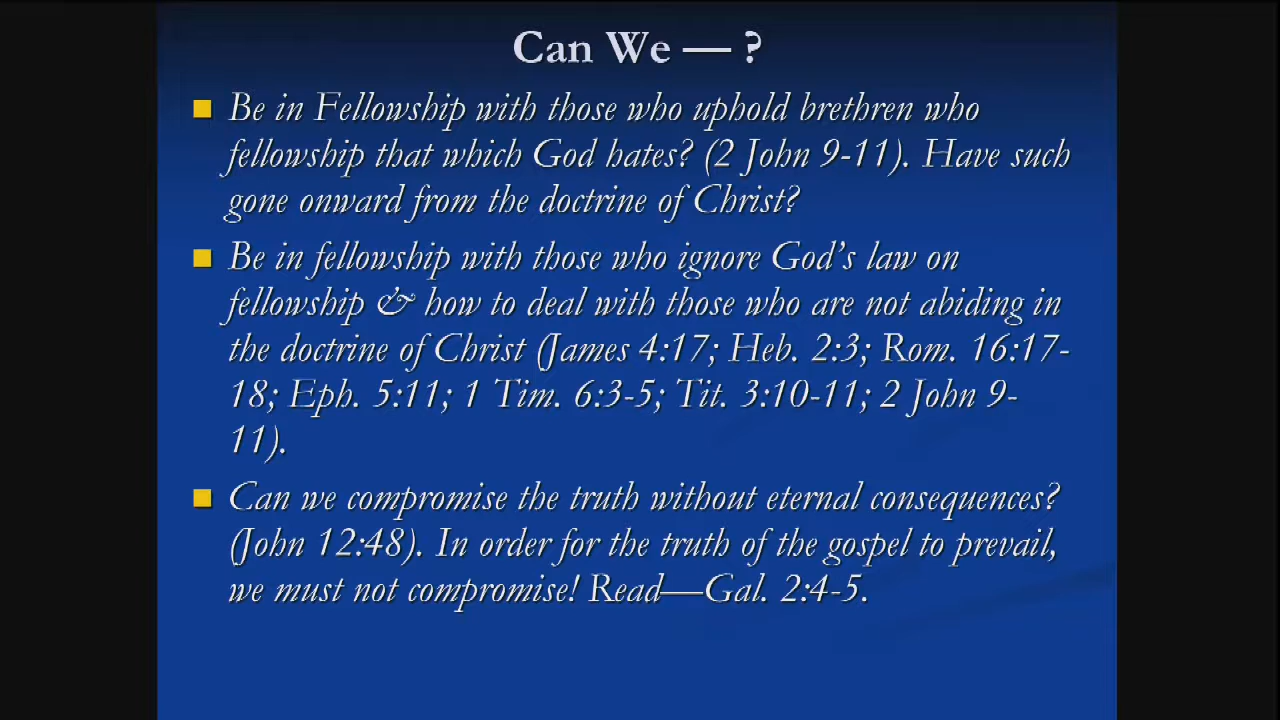 Can We — ?
Be in Fellowship with those who uphold brethren who
fellowship that which God hates? (2 John 9-11). Have such
gone onward from the doctrine of Christ?
Be in fellowship with those who ignore God's law on
fellowship & how to deal with those who are not abiding in
the doctrine of Christ (James 4:17; Heb. 2:3; Rom. 16:17-
18; Eph. 5:11; 1 Tim. 6:3-5; Tit. 3:10-11; 2 John 9-
11).
Can we compromise the truth without eternal consequences?
(John 12:48). In order for the truth of the gospel to prevail,
we must not compromise! Read—Gal. 2:4-5.